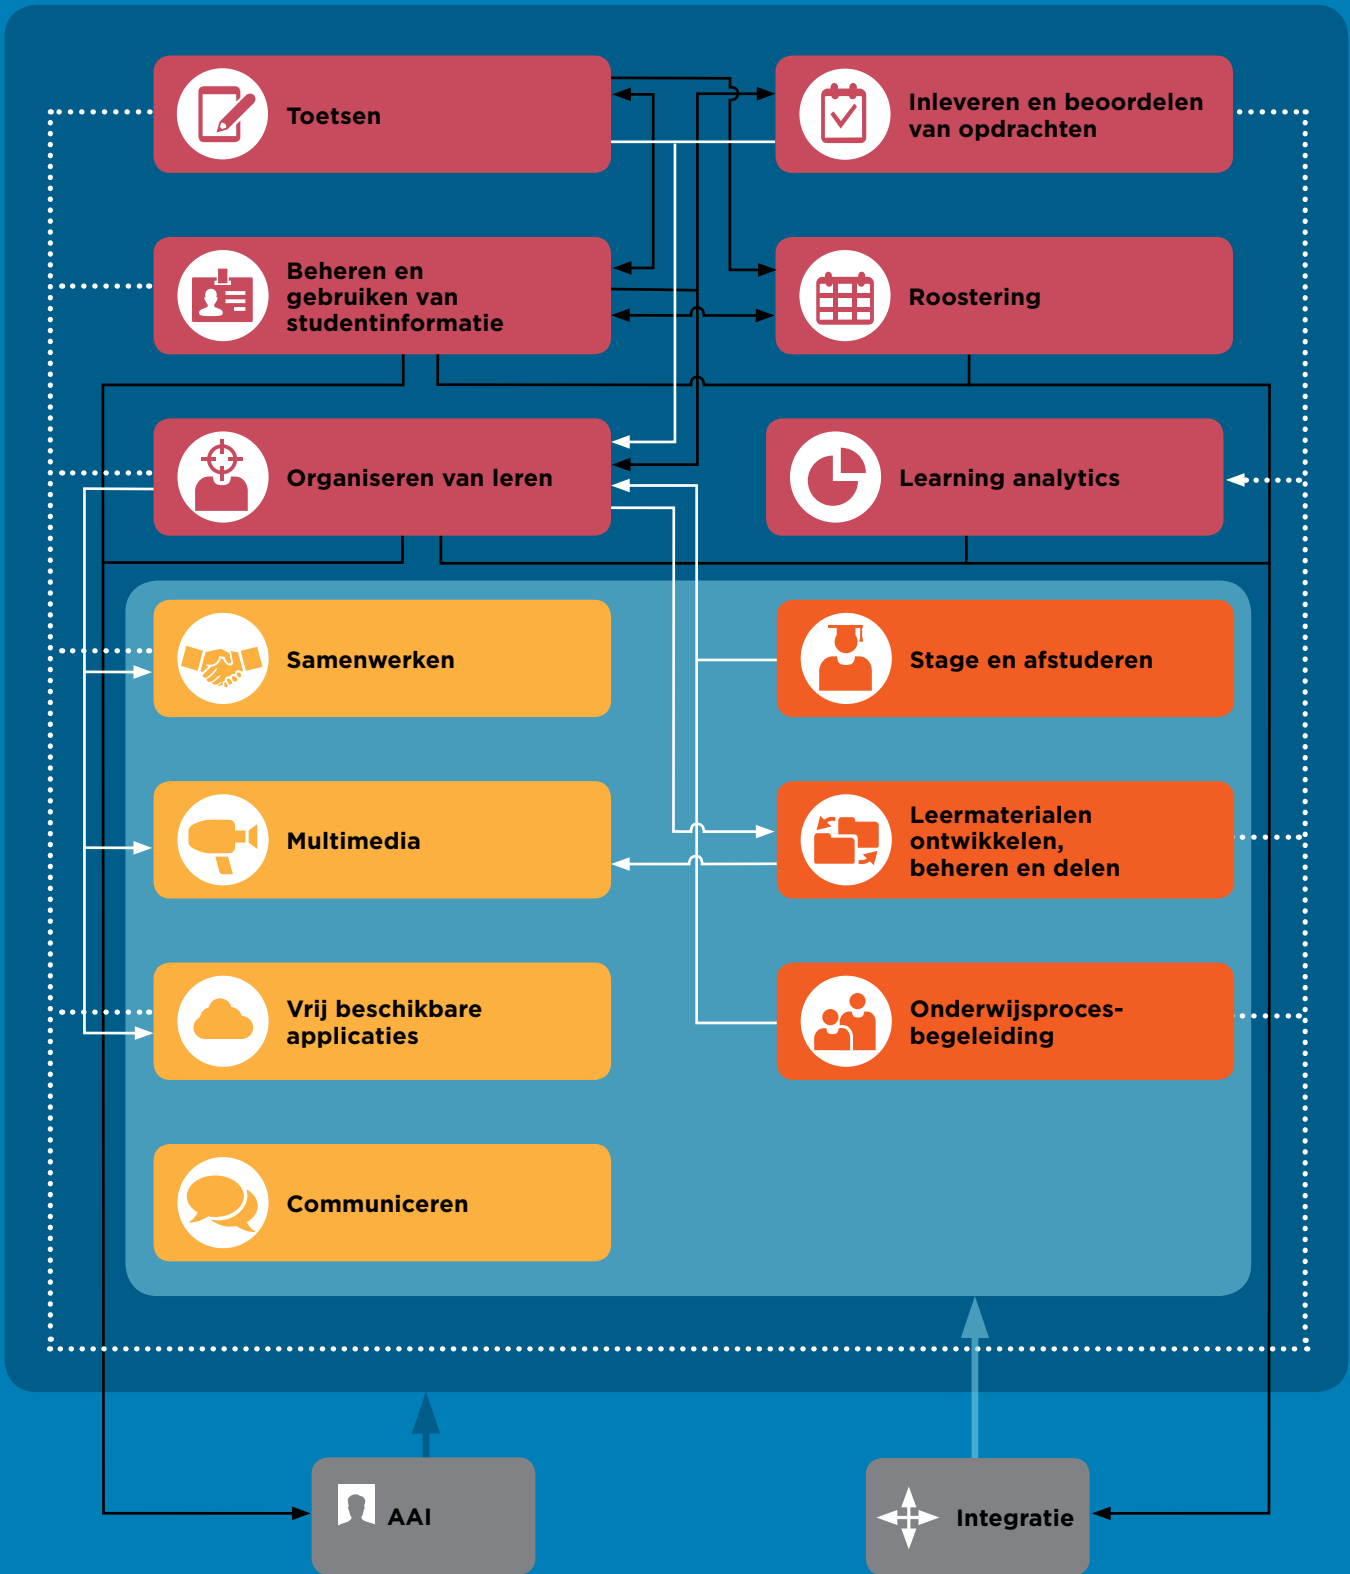 Toetsen
Inleveren en beoordelen
van opdrachten
Beheren en
gebruiken van
studentinformatie
Roostering
Organiseren van leren
Learning analytics
Samenwerken
Stage en afstuderen
Multimedia
Leermaterialen
ontwikkelen,
beheren en delen
Vrij beschikbare
applicaties
Onderwijsproces-
begeleiding
Communiceren
AAI
Integratie